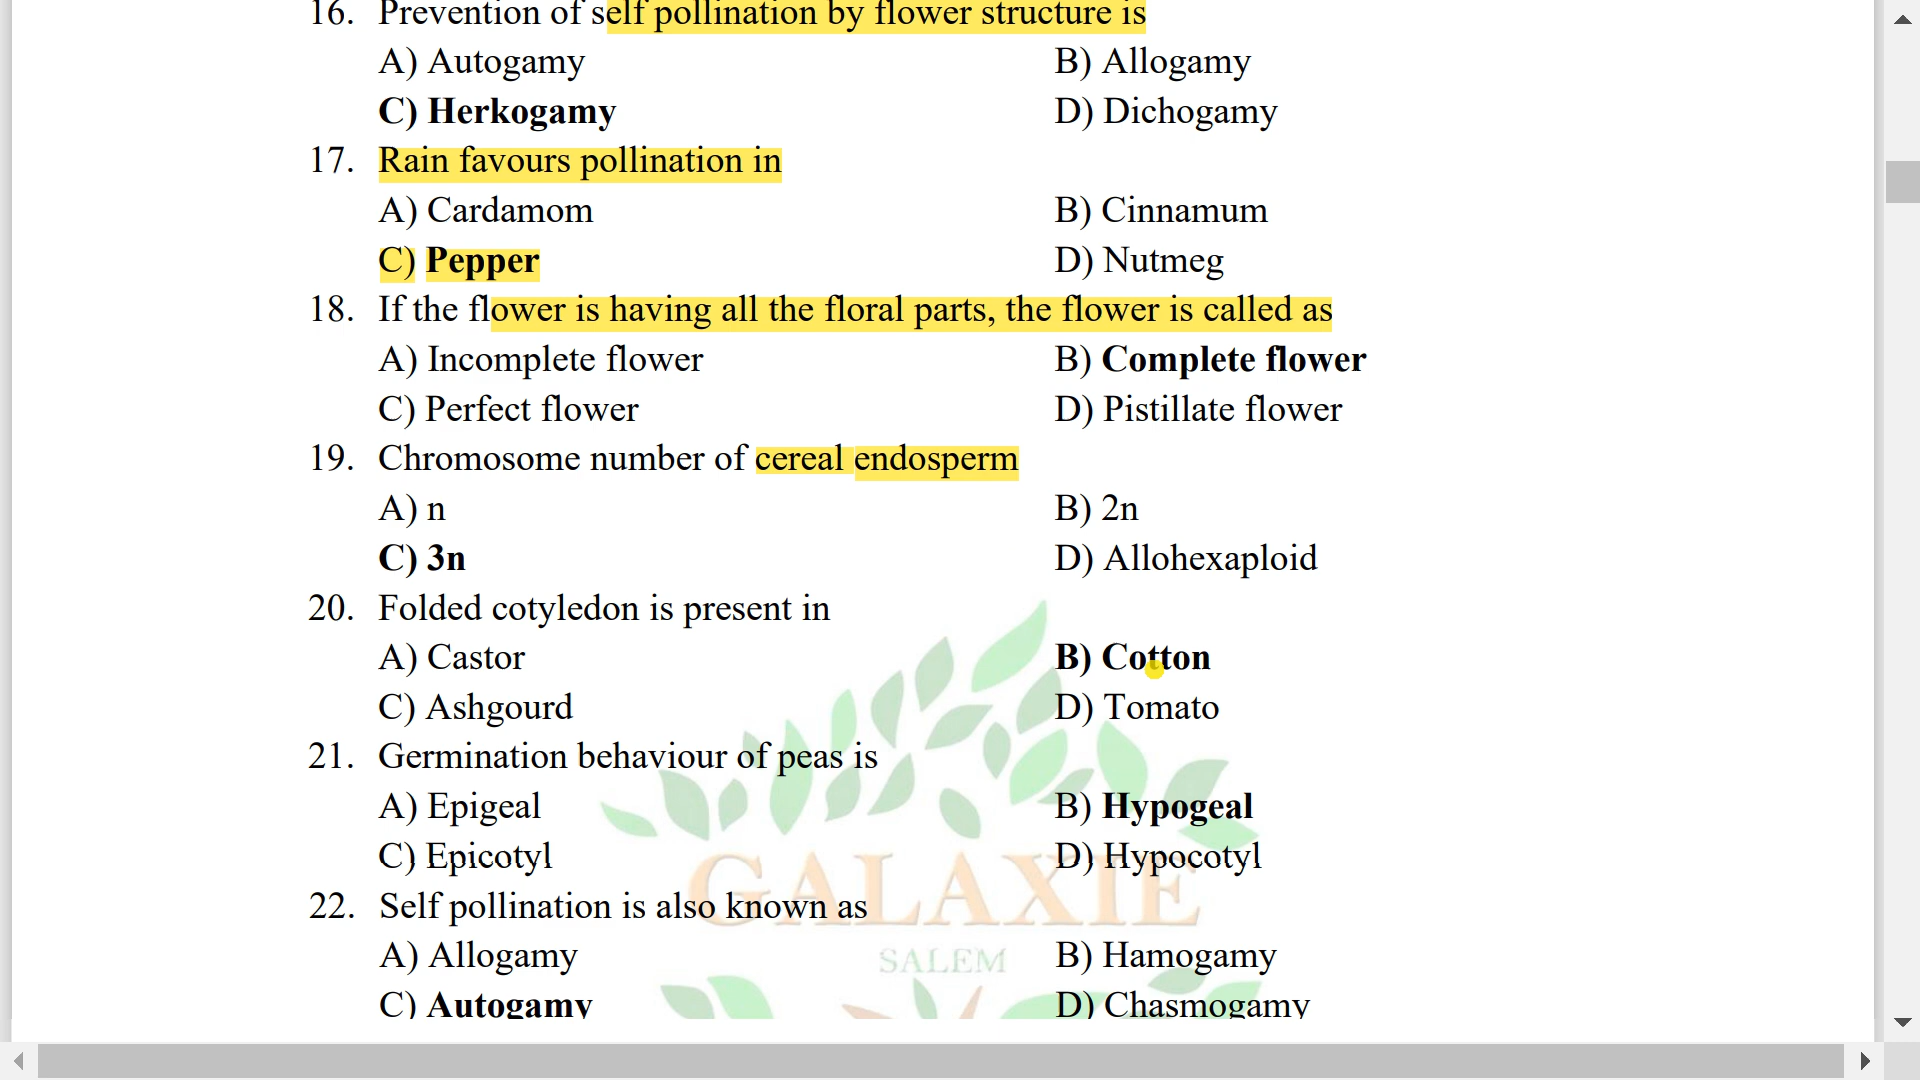 16. Prevention of self pollination by flower structure is
A) Autogamy B) Allogamy
C) Herkogamy D) Dichogamy
17. Rain favours pollination in
A) Cardamom B) Cinnamum
C) Pepper D) Nutmeg
18. If the flower is having all the floral parts, the flower is called as
A) Incomplete flower B) Complete flower
C) Perfect flower D) Pistillate flower
19. Chromosome number of cereal endosperm
A) n B) 2n
C) 3n D) Allohexaploid
20. Folded cotyledon is present in
A) Castor B) Cotton
C) Ashgourd D) Tomato
21. Germination behaviour of peas is
A) Epigeal B) Hypogeal
C) Epicotyl D) Hypocotyl
GALAXIE
22. Self pollination is also known as
A) Allogamy B) Hamogamy
SALEM
C) Autogamy D) Chasmogamy